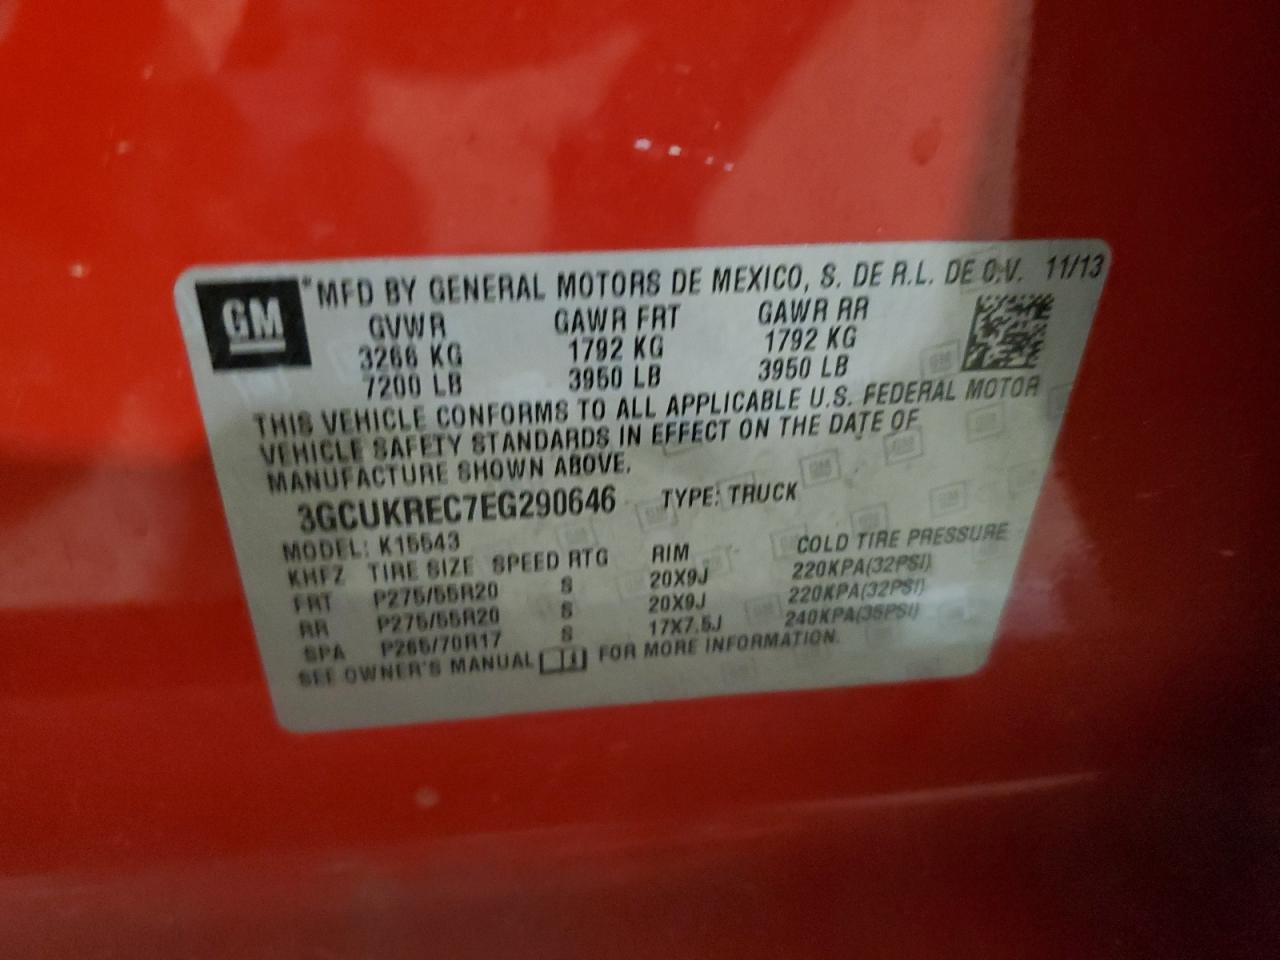 GM
*MFD BY GENERAL MOTORS DE MEXICO, S. DE R.L. DE C.V. 11/13
GVWR GAWR FRT GAWR RR
3266 KG 1792 KG 1792 KG
7200 LB 3950 LB 3950 LB
THIS VEHICLE CONFORMS TO ALL APPLICABLE U.S. FEDERAL MOTOR
VEHICLE SAFETY STANDARDS IN EFFECT ON THE DATE OF
MANUFACTURE SHOWN ABOVE.
3GCUKREC7EG290646 TYPE: TRUCK
MODEL: K15543
KHFZ TIRE SIZE SPEED RTG RIM COLD TIRE PRESSURE
FRT P275/55R20 S 20X9J 220KPA(32PSI)
RR P275/55R20 S 20X9J 220KPA(32PSI)
SPA P265/70R17 S 17X7.5J 240KPA(35PSI)
SEE OWNER'S MANUAL FOR MORE INFORMATION.